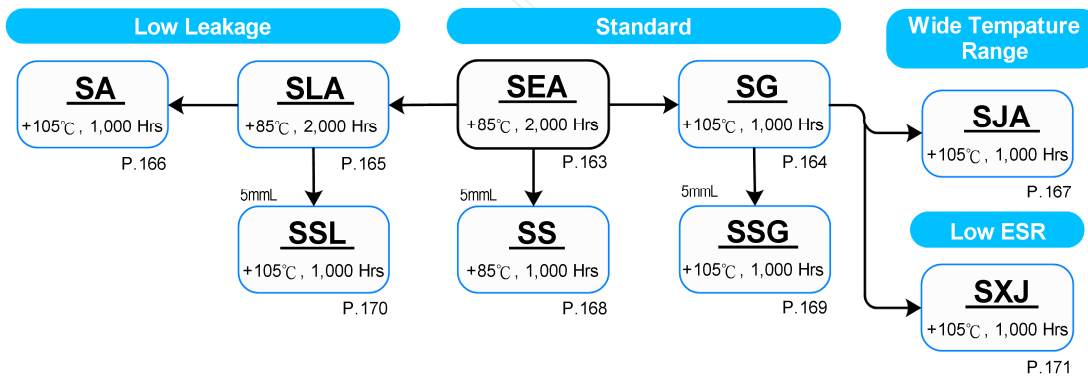 Low Leakage
Standard
Wide Tempature
Range
SA
+105℃, 1,000 Hrs
P.166
SLA
+85℃, 2,000 Hrs
P.165
SEA
+85℃, 2,000 Hrs
P.163
SG
+105℃, 1,000 Hrs
P.164
SJA
+105℃, 1,000 Hrs
P.167
5mmL
SSL
+105℃, 1,000 Hrs
P.170
5mmL
SS
+85℃, 1,000 Hrs
P.168
5mmL
SSG
+105℃, 1,000 Hrs
P.169
Low ESR
SXJ
+105℃, 1,000 Hrs
P.171